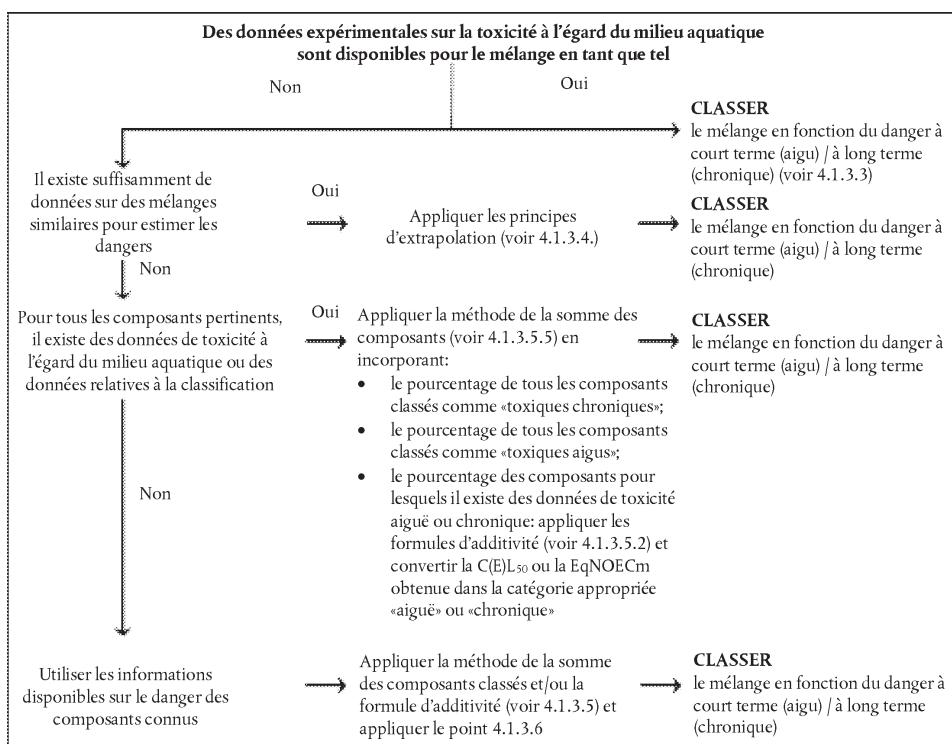 Des données expérimentales sur la toxicité à l'égard du milieu aquatique
sont disponibles pour le mélange en tant que tel
Non
Oui
CLASSER
le mélange en fonction du danger à
court terme (aigu) / à long terme
(chronique) (voir 4.1.3.3)
Il existe suffisamment de
données sur des mélanges
similaires pour estimer les
dangers
Oui
Appliquer les principes
d'extrapolation (voir 4.1.3.4.)
CLASSER
le mélange en fonction du danger à
court terme (aigu) / à long terme
(chronique)
Non
Pour tous les composants pertinents,
il existe des données de toxicité à
l'égard du milieu aquatique ou des
données relatives à la classification
Oui
Appliquer la méthode de la somme des
composants (voir 4.1.3.5.5) en
incorporant:
• le pourcentage de tous les composants
classés comme «toxiques chroniques»;
• le pourcentage de tous les composants
classés comme «toxiques aigus»;
• le pourcentage des composants pour
lesquels il existe des données de toxicité
aiguë ou chronique: appliquer les
formules d'additivité (voir 4.1.3.5.2) et
convertir la C(E)L50 ou la EqNOECm
obtenue dans la catégorie appropriée
«aiguë» ou «chronique»
CLASSER
le mélange en fonction du danger à
court terme (aigu) / à long terme
(chronique)
Non
Utiliser les informations
disponibles sur le danger des
composants connus
Appliquer la méthode de la somme
des composants classés et/ou la
formule d'additivité (voir 4.1.3.5) et
appliquer le point 4.1.3.6
CLASSER
le mélange en fonction du danger à
court terme (aigu) / à long terme
(chronique)